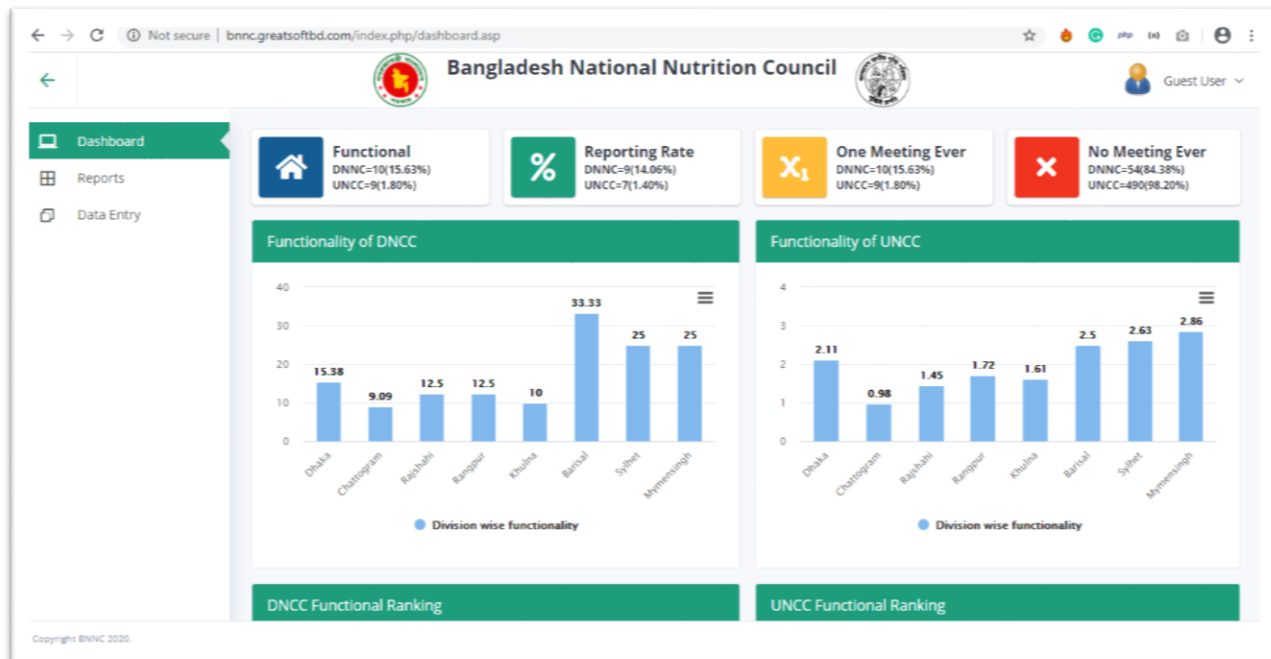 Not secure | bnnc.greatsoftbd.com/index.php/dashboard.asp
php
Bangladesh National Nutrition Council
Guest User
Dashboard
Reports
Data Entry
Functional
DNNC=10(15.63%)
UNCC=9(1.80%)
%
Reporting Rate
DNNC=9(14.06%)
UNCC=7(1.40%)
X₁
One Meeting Ever
DNNC=10(15.63%)
UNCC=9(1.80%)
No Meeting Ever
DNNC=54(84.38%)
UNCC=490(98.20%)
Functionality of DNCC
40
30
20
10
0
15.38
9.09
12.5
12.5
10
33.33
25
25
Dhaka
Chattogram
Rajshahi
Rangpur
Khulna
Barisal
Sylhet
Mymensingh
Division wise functionality
Functionality of UNCC
4
3
2
1
0
2.11
0.98
1.45
1.72
1.61
2.5
2.63
2.86
Dhaka
Chattogram
Rajshahi
Rangpur
Khulna
Barisal
Sylhet
Mymensingh
Division wise functionality
DNCC Functional Ranking
UNCC Functional Ranking
Copyright BNNC 2020.